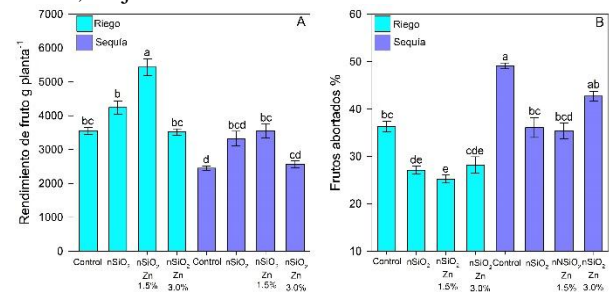 Rendimiento de fruto g planta-1
7000
6000
5000
4000
3000
2000
1000
0
Riego
Sequía
A
bc
b
a
bc
d
bcd
bc
cd
Control
nSiO2
nSiO2 Zn 1.5%
nSiO2 Zn 3.0%
Control
nSiO2
nSiO2 Zn 1.5%
nSiO2 Zn 3.0%
Frutos abortados %
60
50
40
30
20
10
Riego
Sequía
B
bc
de
e
cde
a
bc
bcd
ab
Control
nSiO2
nSiO2 Zn 1.5%
nSiO2 Zn 3.0%
Control
nSiO2
nNSiO2 Zn 1.5%
nSiO2 Zn 3.0%